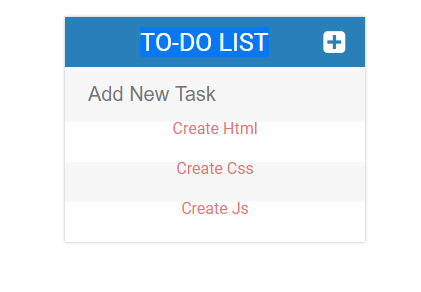 TO-DO LIST
Add New Task
Create Html
Create Css
Create Js